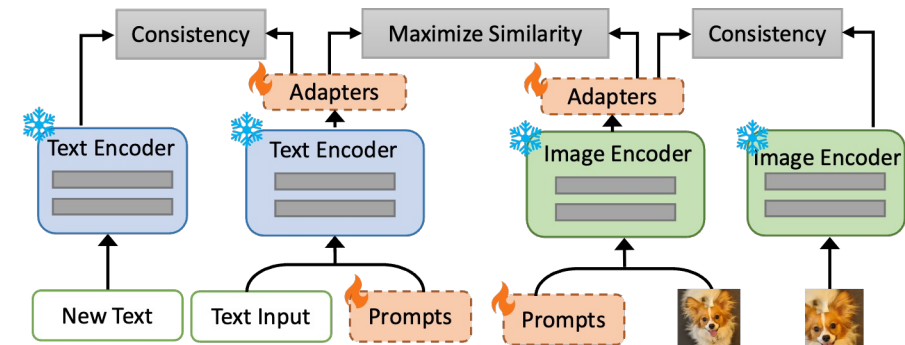 Consistency
Maximize Similarity
Consistency
Adapters
Adapters
Text Encoder
Text Encoder
Image Encoder
Image Encoder
New Text
Text Input
Prompts
Prompts